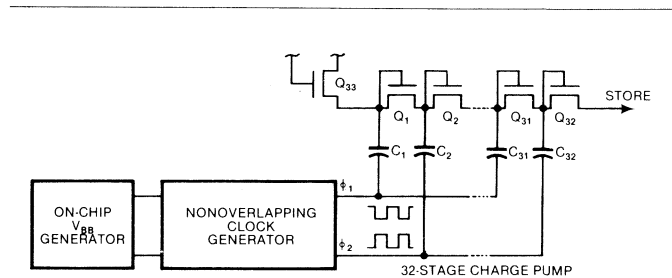 Q33
STORE
Q1
Q2
Q31
Q32
C1
C2
C31
C32
ϕ1
ON-CHIP
VBB
GENERATOR
NONOVERLAPPING
CLOCK
GENERATOR
ϕ2
32-STAGE CHARGE PUMP